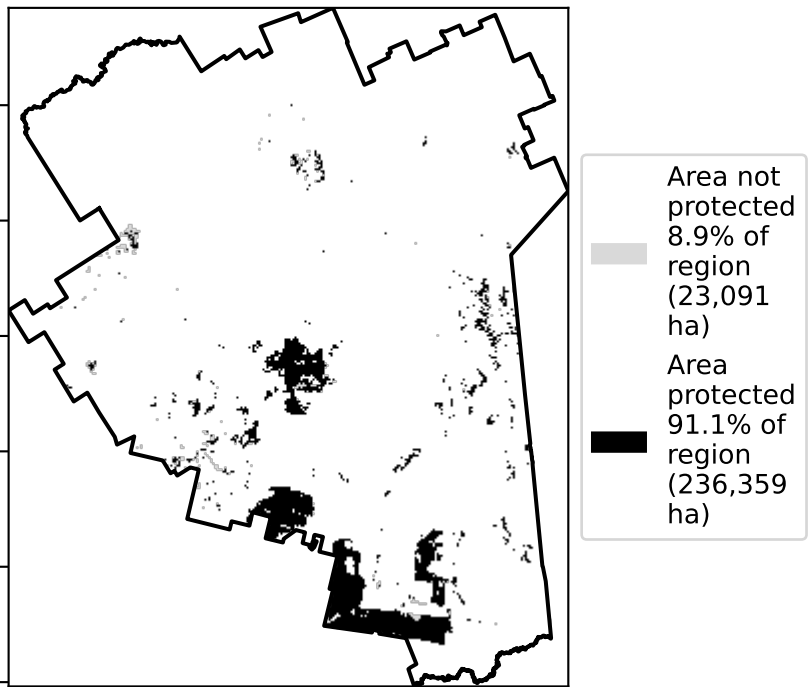 Area not
protected
8.9% of
region
(23,091
ha)
Area
protected
91.1% of
region
(236,359
ha)